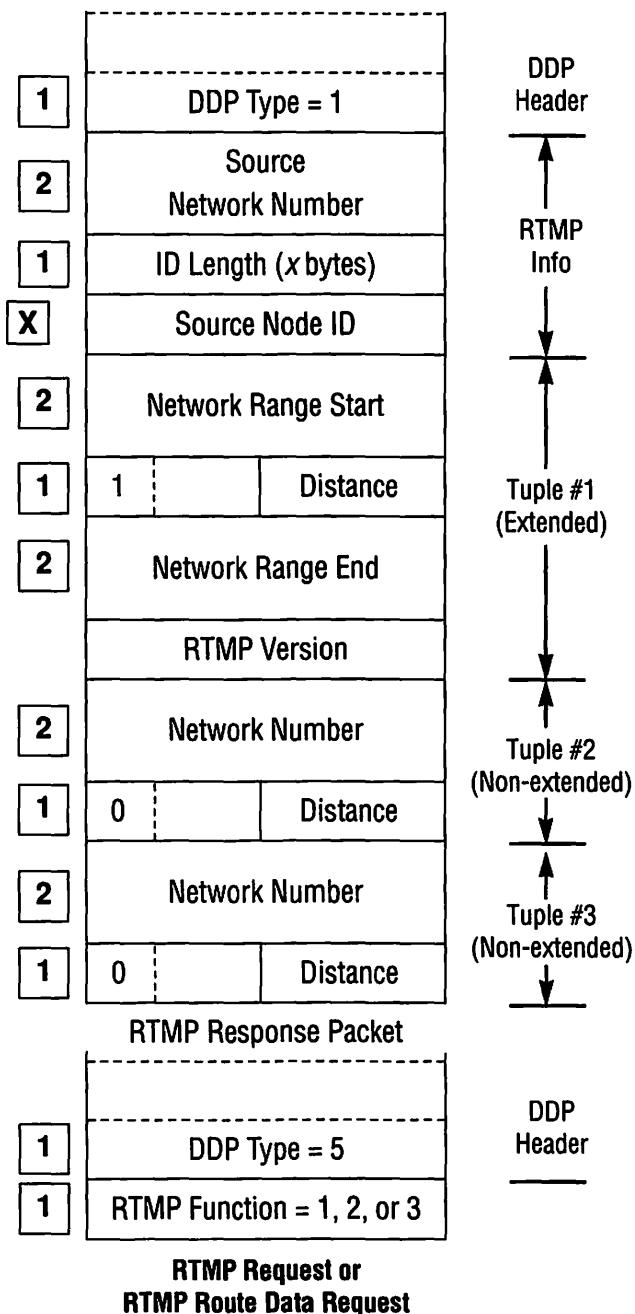 DDP
Header
1
DDP Type = 1
2
Source
Network Number
RTMP
Info
1
ID Length (x bytes)
X
Source Node ID
2
Network Range Start
1
1
Distance
Tuple #1
(Extended)
2
Network Range End
RTMP Version
2
Network Number
Tuple #2
(Non-extended)
1
0
Distance
2
Network Number
Tuple #3
(Non-extended)
1
0
Distance
RTMP Response Packet
DDP
Header
1
DDP Type = 5
1
RTMP Function = 1, 2, or 3
RTMP Request or
RTMP Route Data Request